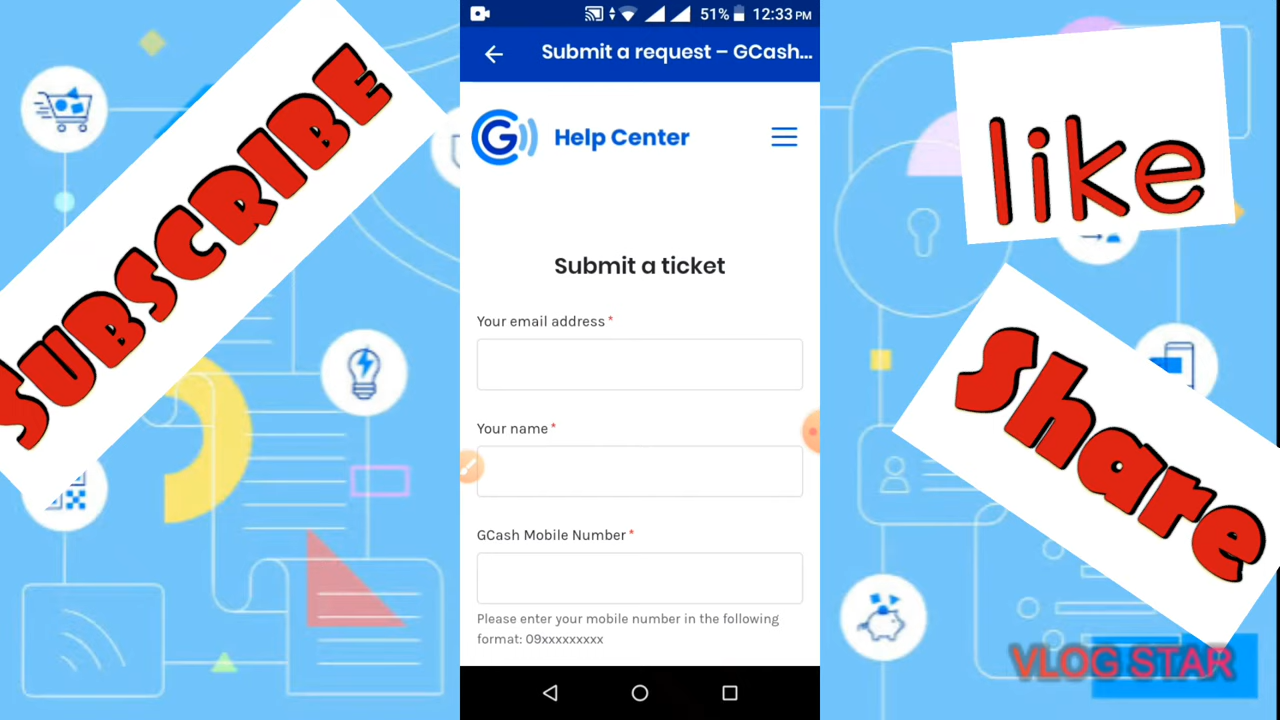 SUBSCRIBE
51% 12:33 PM
Submit a request – GCash...
G Help Center
Submit a ticket
Your email address *
Your name *
GCash Mobile Number *
Please enter your mobile number in the following
format: 09xxxxxxxxx
like
Share
VLOG STAR